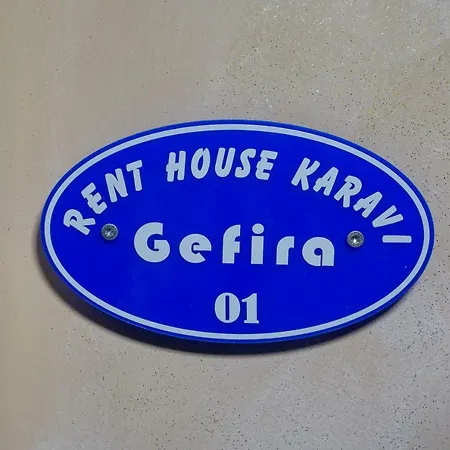 RENT HOUSE KARAVI
Gefira
01